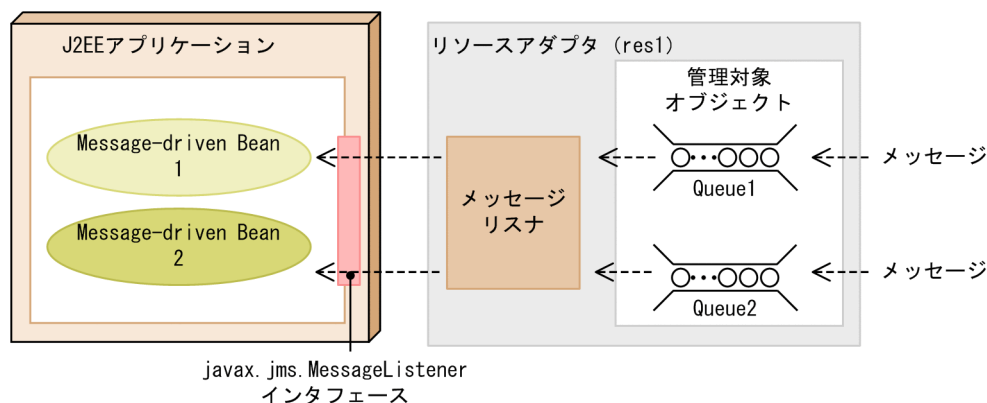 J2EEアプリケーション
リソースアダプタ (res1)
管理対象
オブジェクト
Message-driven Bean
1
Message-driven Bean
2
メッセージ
リスナ
Queue1
メッセージ
Queue2
メッセージ
javax.jms.MessageListener
インタフェース